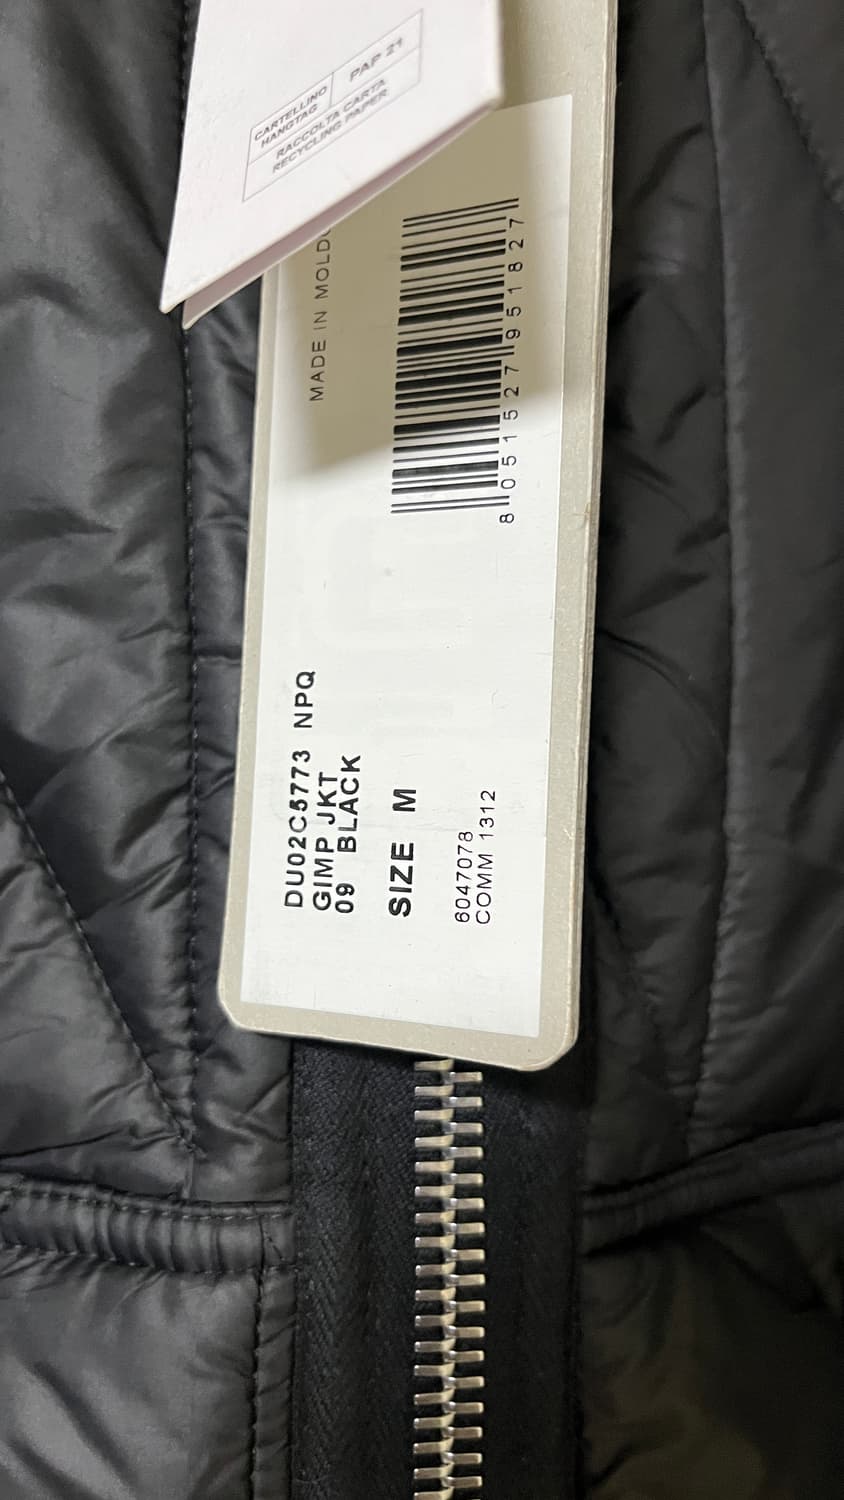 CARTELLINO
HANGTAG
PAP 21
RACCOLTA CARTA
RECYCLING PAPER
DU02C5773 NPQ
GIMP JKT
09 BLACK
SIZE M
6047078
COMM 1312
MADE IN
8 051527 951827